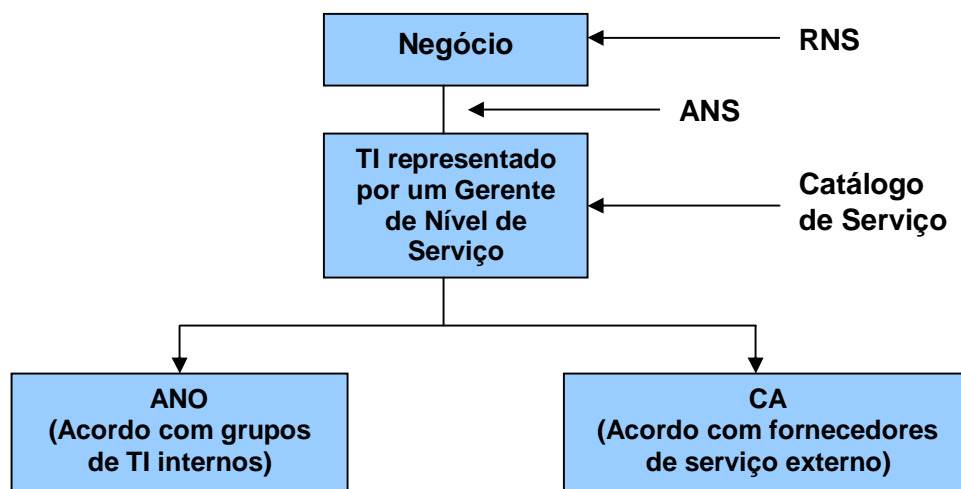 Negócio
RNS
ANS
TI representado
por um Gerente
de Nível de
Serviço
Catálogo
de Serviço
ANO
(Acordo com grupos
de TI internos)
CA
(Acordo com fornecedores
de serviço externo)